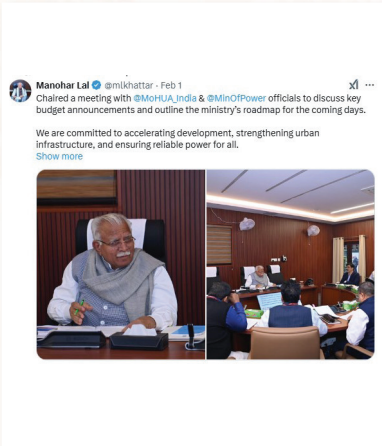 Manohar Lal @mlkhattar · Feb 1
Chaired a meeting with @MoHUA_India & @MinOfPower officials to discuss key
budget announcements and outline the ministry's roadmap for the coming days.
We are committed to accelerating development, strengthening urban
infrastructure, and ensuring reliable power for all.
Show more